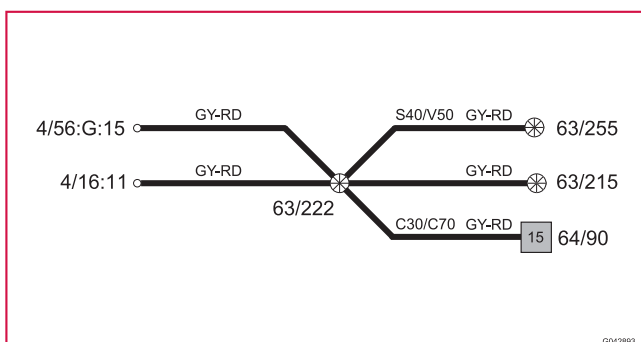 S40/V50 GY-RD
4/56:G:15 GY-RD 63/255
4/16:11 GY-RD GY-RD 63/215
63/222
C30/C70 GY-RD
15 64/90
G042893